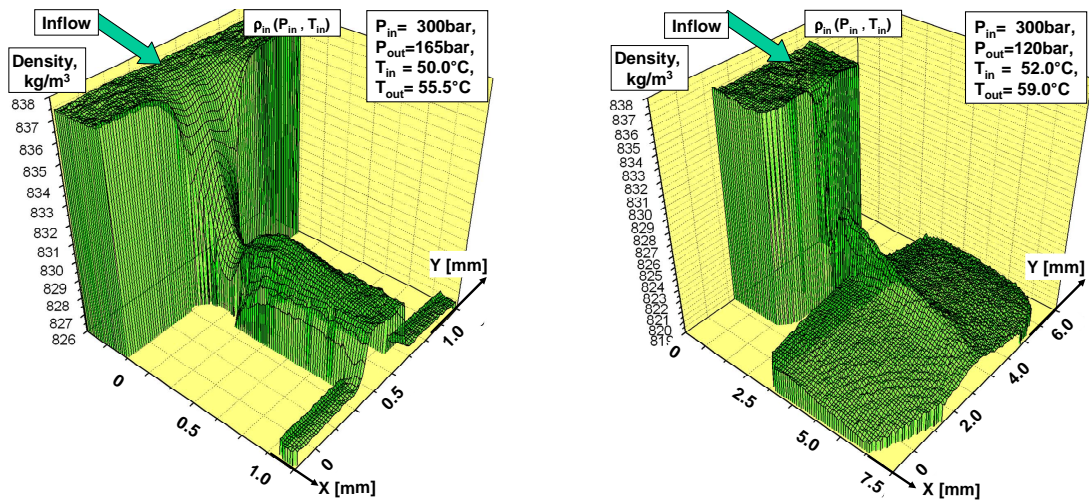 Inflow
ρin (Pin , Tin)
Pin= 300bar,
Pout=165bar,
Tin = 50.0°C,
Tout= 55.5°C
Density,
kg/m3
838
837
836
835
834
833
832
831
830
829
828
827
826
0
0.5
1.0
X [mm]
0
0.5
1.0
Y [mm]
Inflow
ρin (Pin , Tin)
Pin= 300bar,
Pout=120bar,
Tin = 52.0°C,
Tout= 59.0°C
Density,
kg/m3
838
837
836
835
834
833
832
831
830
829
828
827
826
825
824
823
822
821
820
819
0
2.5
5.0
7.5
X [mm]
0
2.0
4.0
6.0
Y [mm]